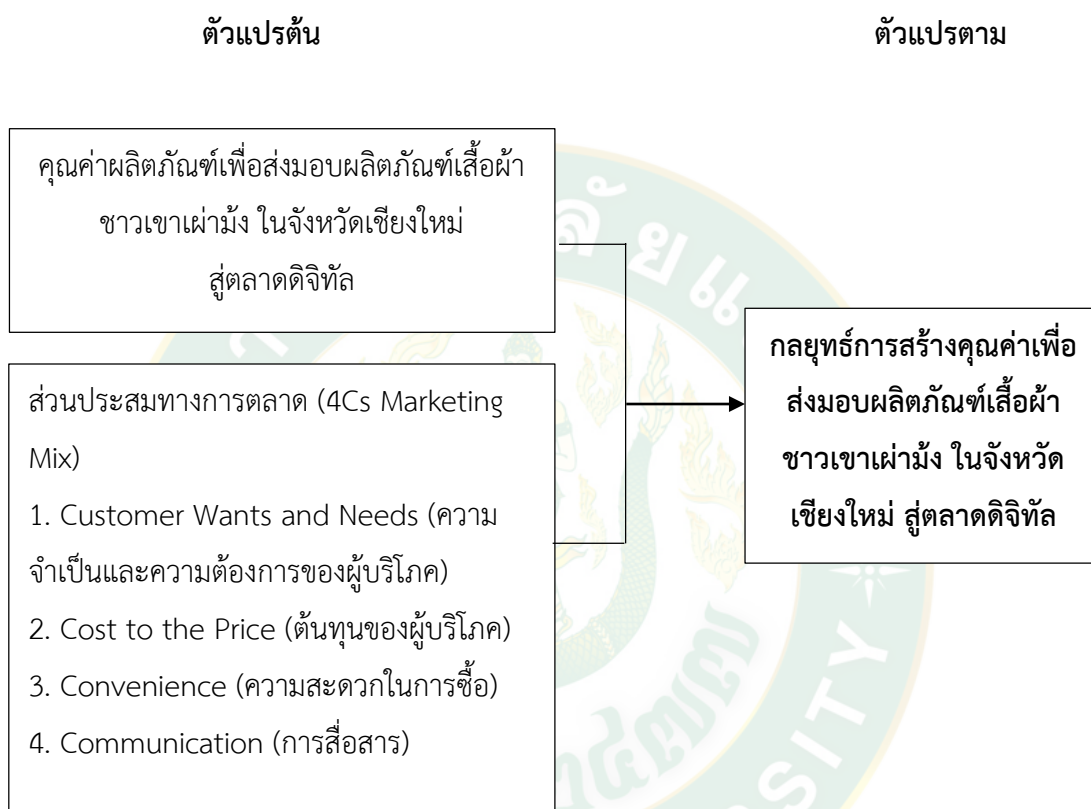 ตัวแปรต้น
ตัวแปรตาม
คุณค่าผลิตภัณฑ์เพื่อส่งมอบผลิตภัณฑ์เสื้อผ้า
ชาวเขาเผ่าม้ง ในจังหวัดเชียงใหม่
สู่ตลาดดิจิทัล
ส่วนประสมทางการตลาด (4Cs Marketing
Mix)
1. Customer Wants and Needs (ความ
จำเป็นและความต้องการของผู้บริโภค)
2. Cost to the Price (ต้นทุนของผู้บริโภค)
3. Convenience (ความสะดวกในการซื้อ)
4. Communication (การสื่อสาร)
กลยุทธ์การสร้างคุณค่าเพื่อ
ส่งมอบผลิตภัณฑ์เสื้อผ้า
ชาวเขาเผ่าม้ง ในจังหวัด
เชียงใหม่ สู่ตลาดดิจิทัล